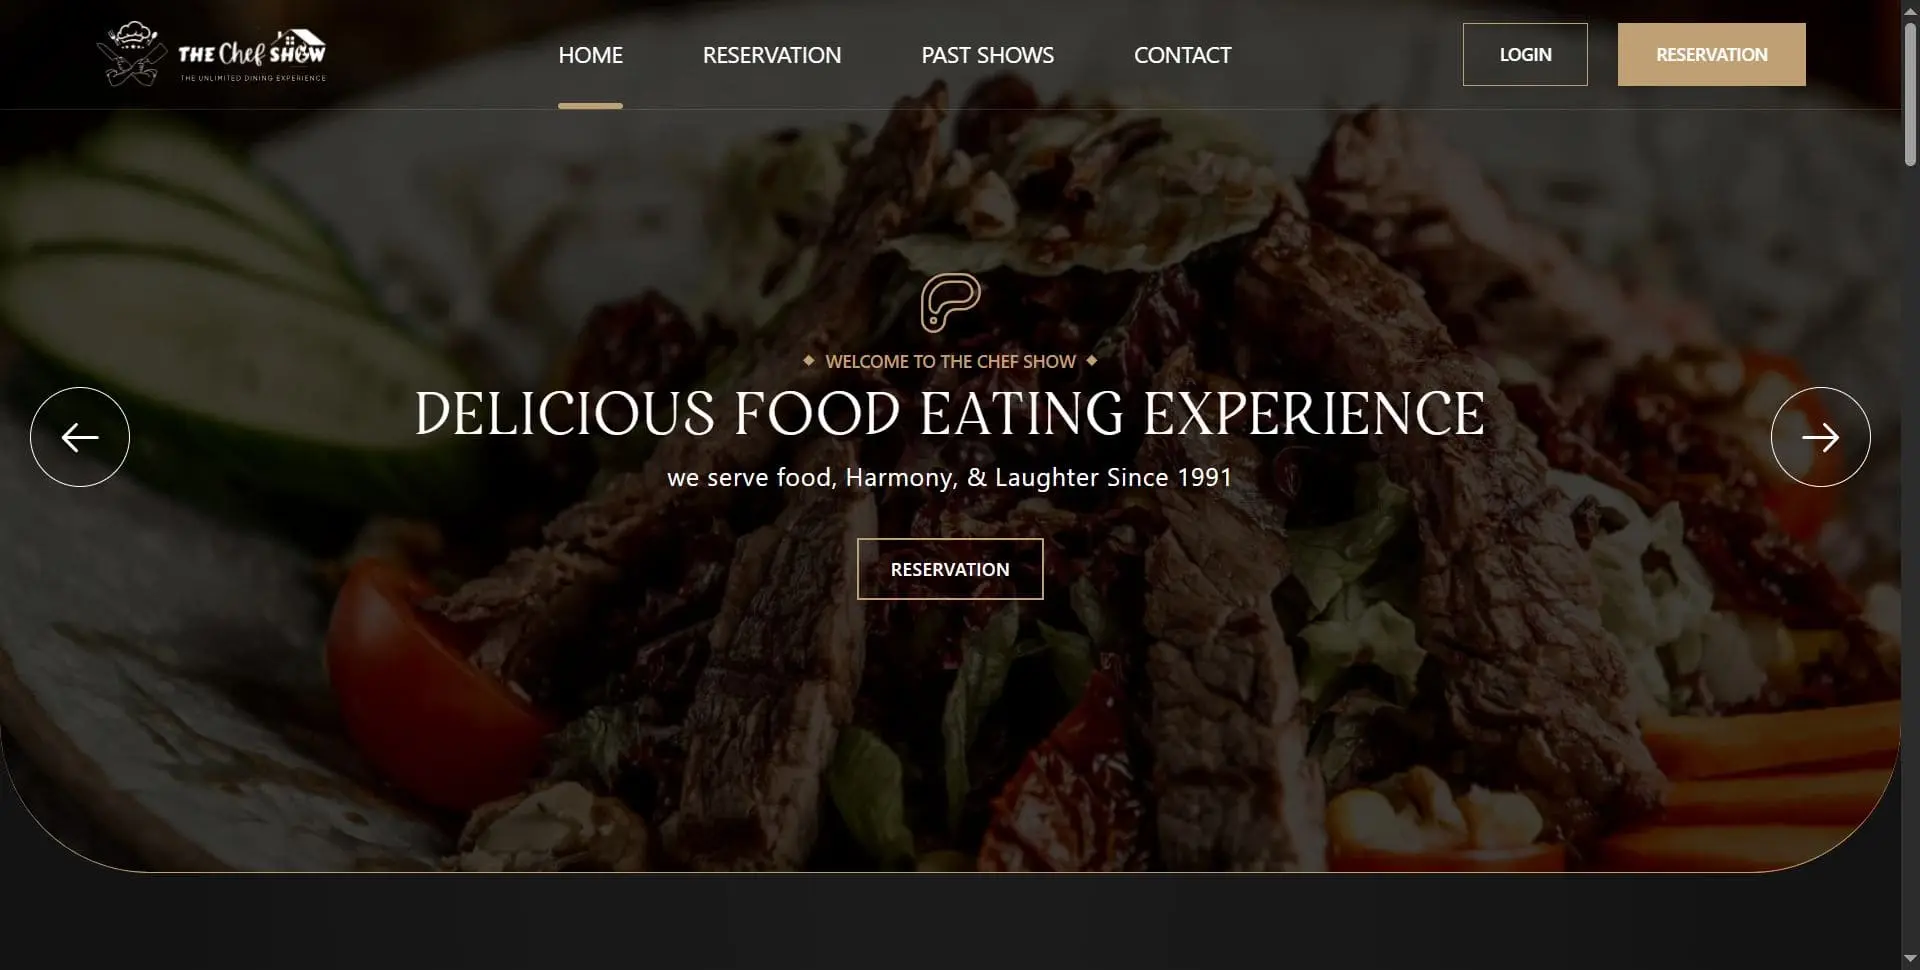 THE Chef SHOW
THE UNLIMITED DINING EXPERIENCE
HOME
RESERVATION
PAST SHOWS
CONTACT
LOGIN
RESERVATION
WELCOME TO THE CHEF SHOW
DELICIOUS FOOD EATING EXPERIENCE
we serve food, Harmony, & Laughter Since 1991
RESERVATION